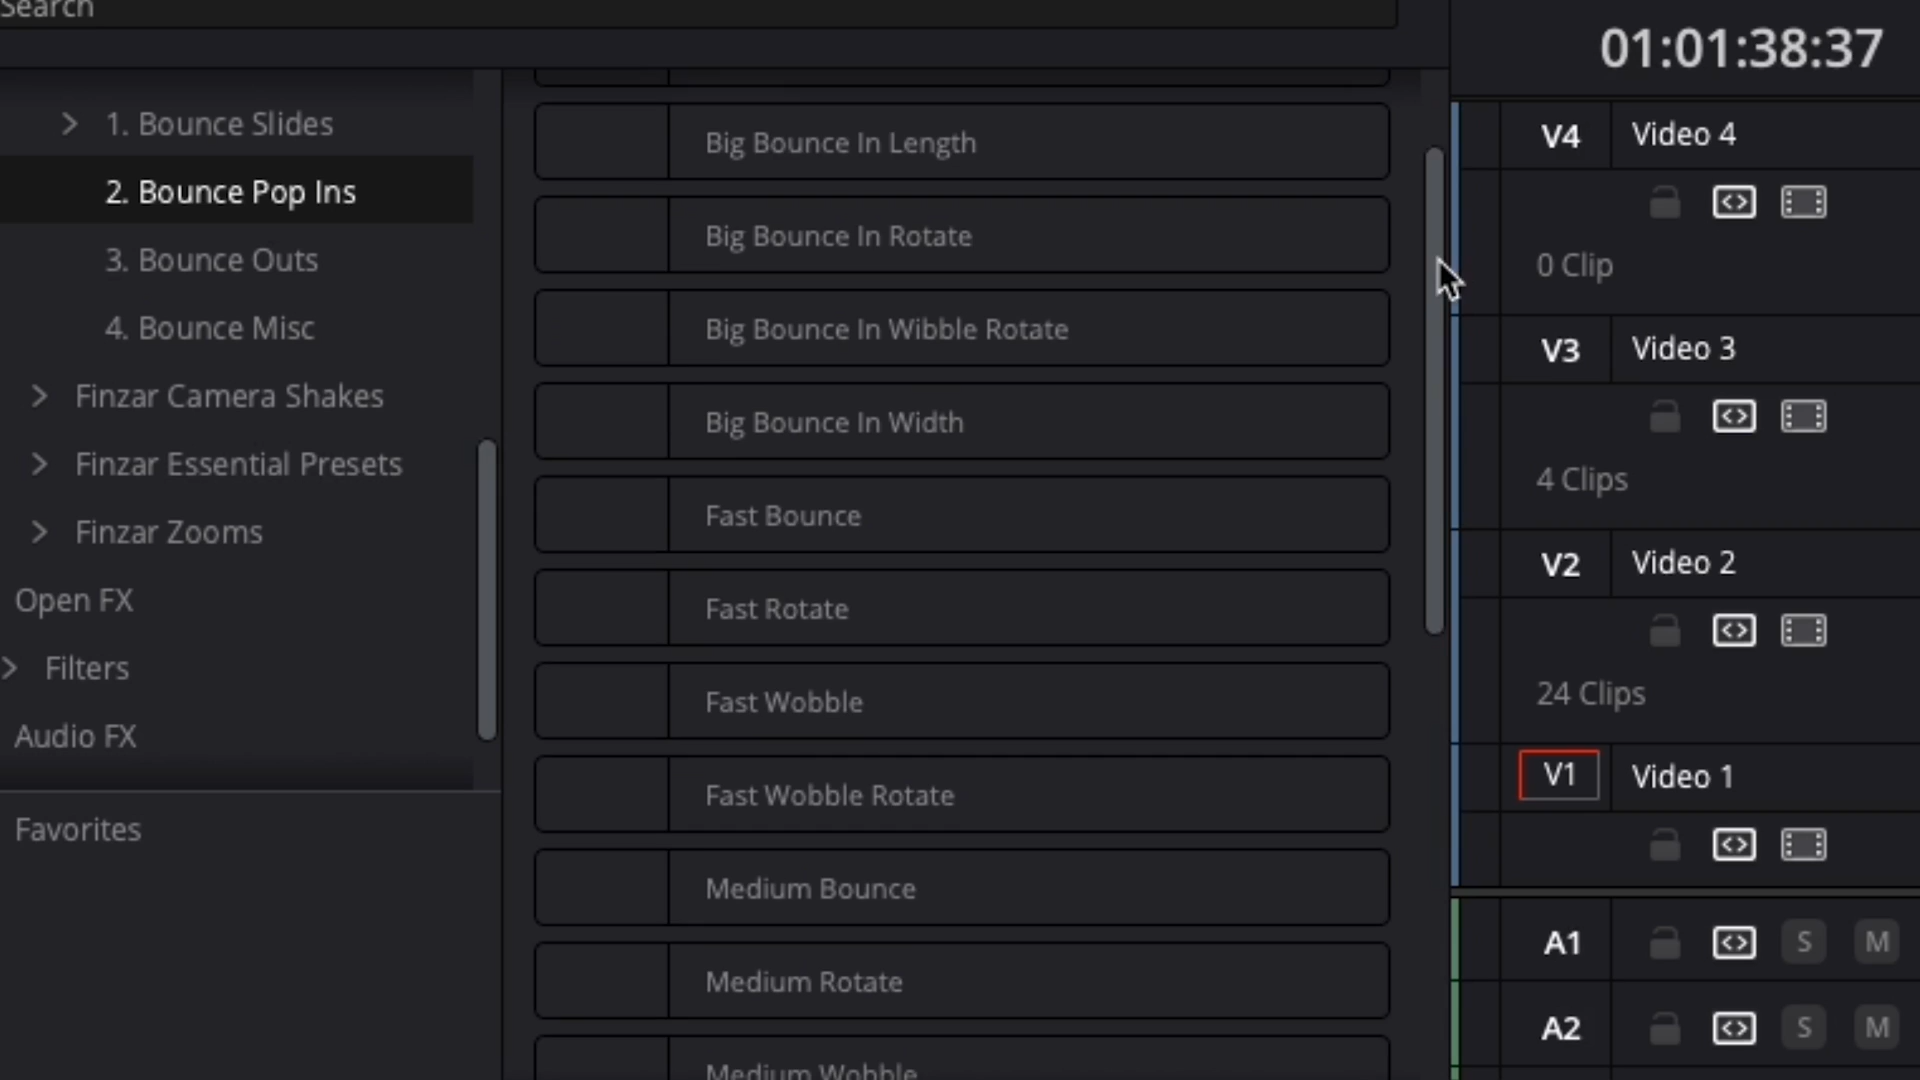 Search
1. Bounce Slides
2. Bounce Pop Ins
3. Bounce Outs
4. Bounce Misc
Finzar Camera Shakes
Finzar Essential Presets
Finzar Zooms
Open FX
Filters
Audio FX
Favorites
Big Bounce In Length
Big Bounce In Rotate
Big Bounce In Wibble Rotate
Big Bounce In Width
Fast Bounce
Fast Rotate
Fast Wobble
Fast Wobble Rotate
Medium Bounce
Medium Rotate
Medium Wobble
01:01:38:37
V4 Video 4
0 Clip
V3 Video 3
4 Clips
V2 Video 2
24 Clips
V1 Video 1
A1 S M
A2 S M